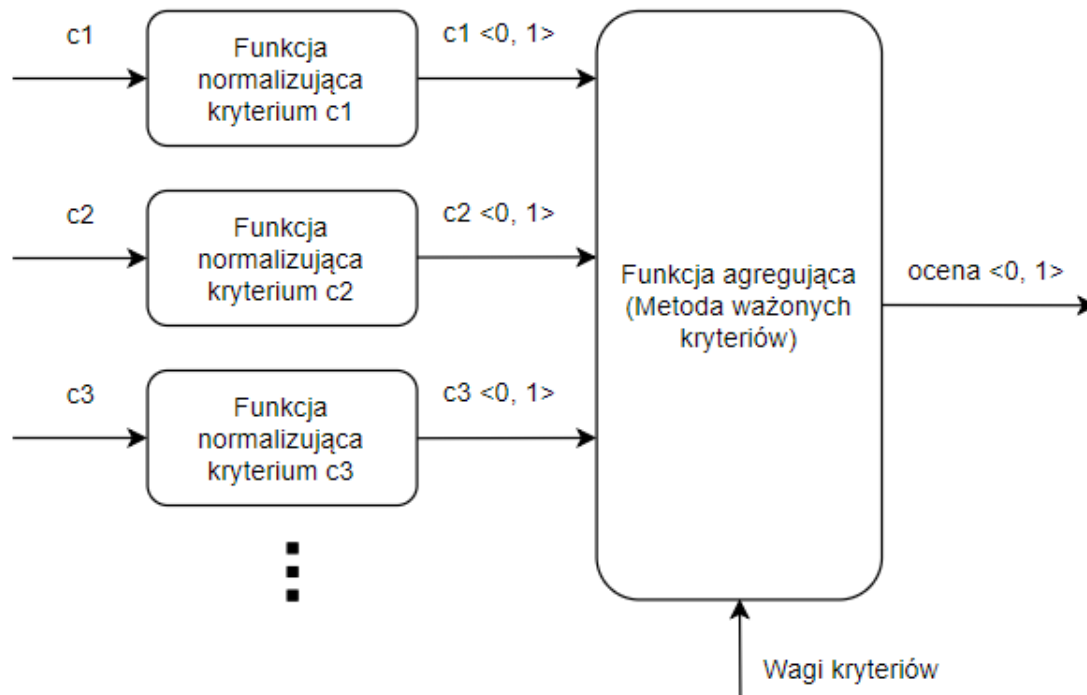 c1
Funkcja
normalizująca
kryterium c1
c1 <0, 1>
c2
Funkcja
normalizująca
kryterium c2
c2 <0, 1>
c3
Funkcja
normalizująca
kryterium c3
c3 <0, 1>
Funkcja agregująca
(Metoda ważonych
kryteriów)
ocena <0, 1>
Wagi kryteriów